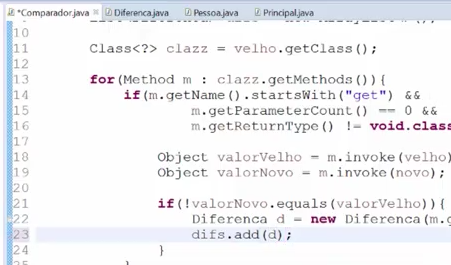 *Comparador.java Diferenca.java Pessoa.java Principal.java
10
11 Class<?> clazz = velho.getClass();
12
13 for(Method m : clazz.getMethods()){
14 if(m.getName().startsWith("get") &&
15 m.getParameterCount() == 0 &&
16 m.getReturnType() != void.class
17
18 Object valorVelho = m.invoke(velho)
19 Object valorNovo = m.invoke(novo);
20
21 if(!valorNovo.equals(valorVelho)){
22 Diferenca d = new Diferenca(m.g
23 difs.add(d);
24 }